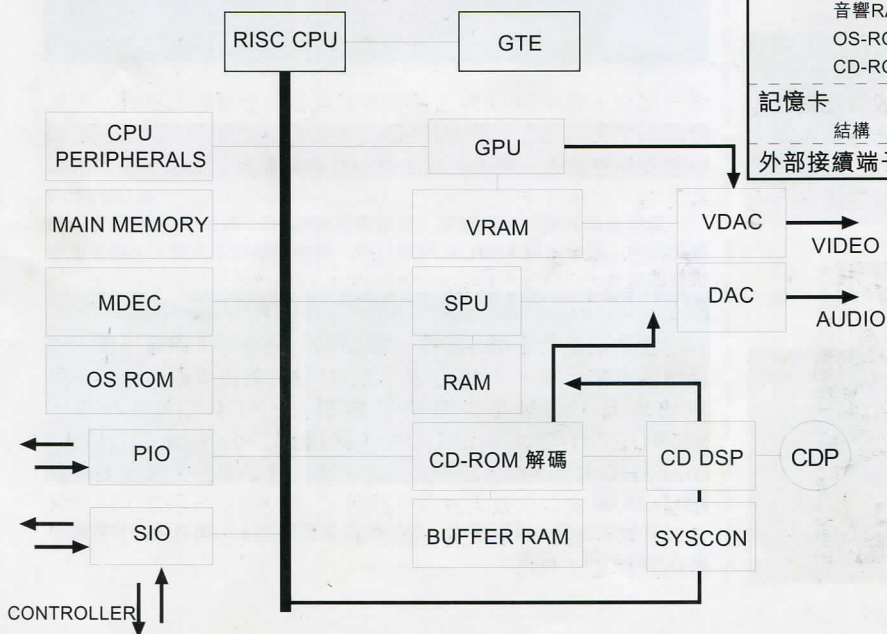 音響RA
OS-RO
CD-RO
記憶卡
結構
外部接續端子
RISC CPU
GTE
CPU
PERIPHERALS
GPU
MAIN MEMORY
VRAM
VDAC
VIDEO
MDEC
SPU
DAC
AUDIO
OS ROM
RAM
PIO
CD-ROM 解碼
CD DSP
CDP
SIO
BUFFER RAM
SYSCON
CONTROLLER